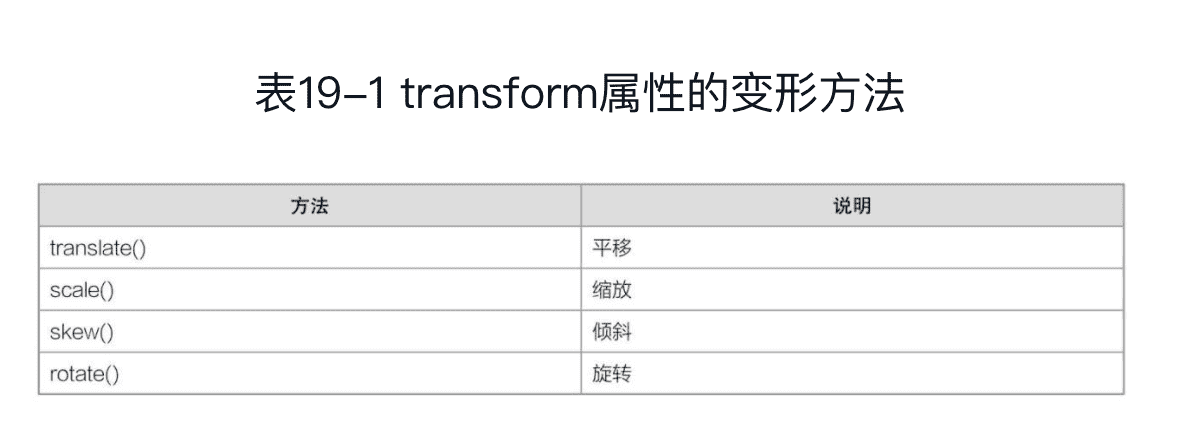 表19-1 transform属性的变形方法
方法 说明
translate() 平移
scale() 缩放
skew() 倾斜
rotate() 旋转